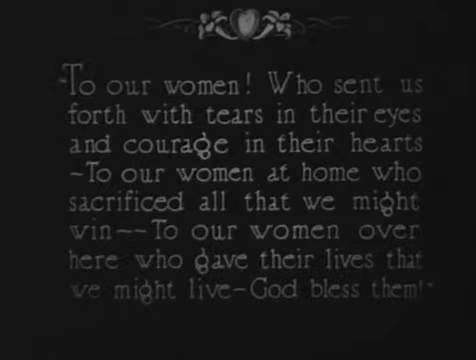 "To our women! Who sent us
forth with tears in their eyes
and courage in their hearts
-To our women at home who
sacrificed all that we might
win--To our women over
here who gave their lives that
we might live-God bless them!"